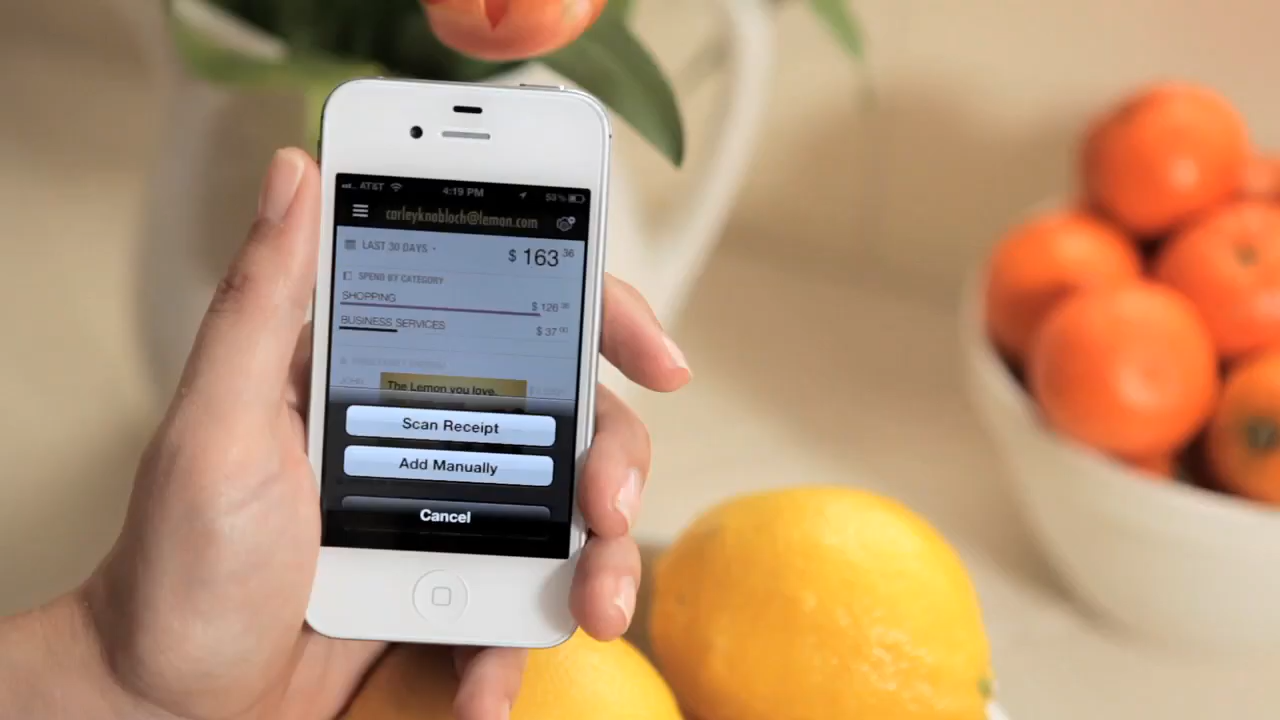 AT&T 4:19 PM 53%
carleyknobloch@lemon.com
LAST 30 DAYS $ 163 36
SPEND BY CATEGORY
SHOPPING $ 126 36
BUSINESS SERVICES $ 37 00
JOHN
The Lemon you love,
Scan Receipt
Add Manually
Cancel